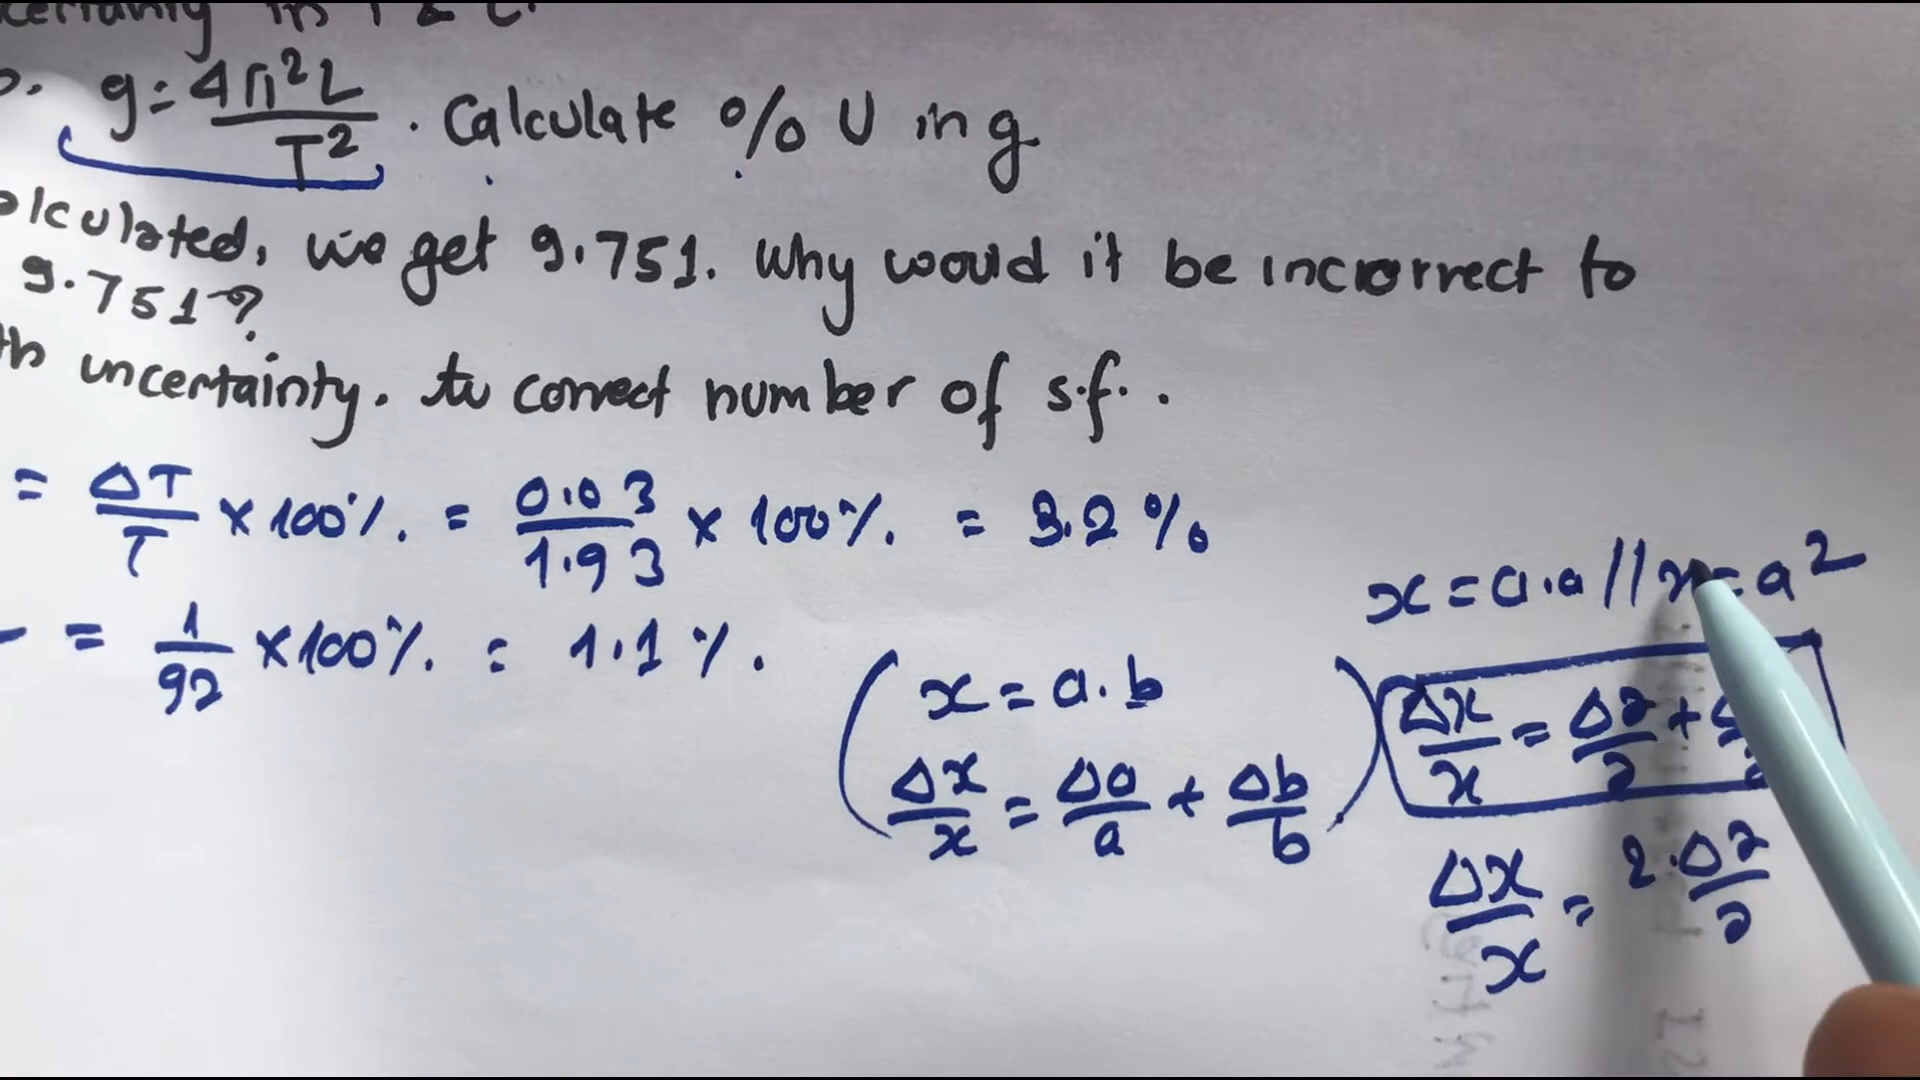 g = 4π²L / T² . Calculate % U in g
alculated, we get 9.751. Why would it be incorrect to
9.751?
th uncertainty. to correct number of s.f. .
= ΔT/T × 100%. = 0.03/1.93 × 100%. = 3.2%
= 1/92 × 100%. = 1.1%.
x = a.a // x = a²
x = a.b
Δx/x = Δa/a + Δb/b
Δx/x = Δa/a +
Δx/x = 2.Δa/a